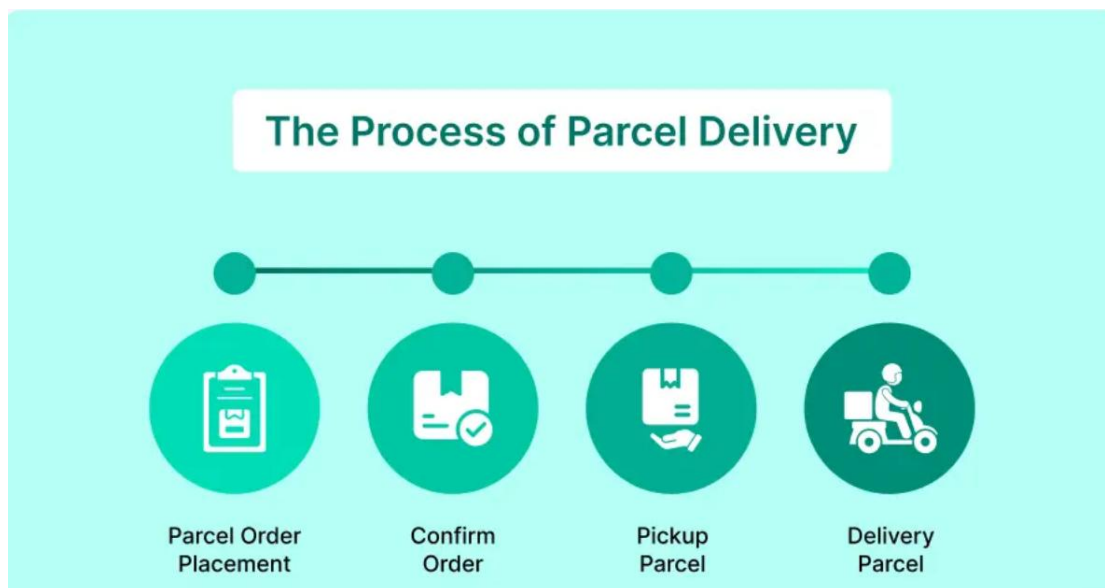 The Process of Parcel Delivery
Parcel Order
Placement
Confirm
Order
Pickup
Parcel
Delivery
Parcel